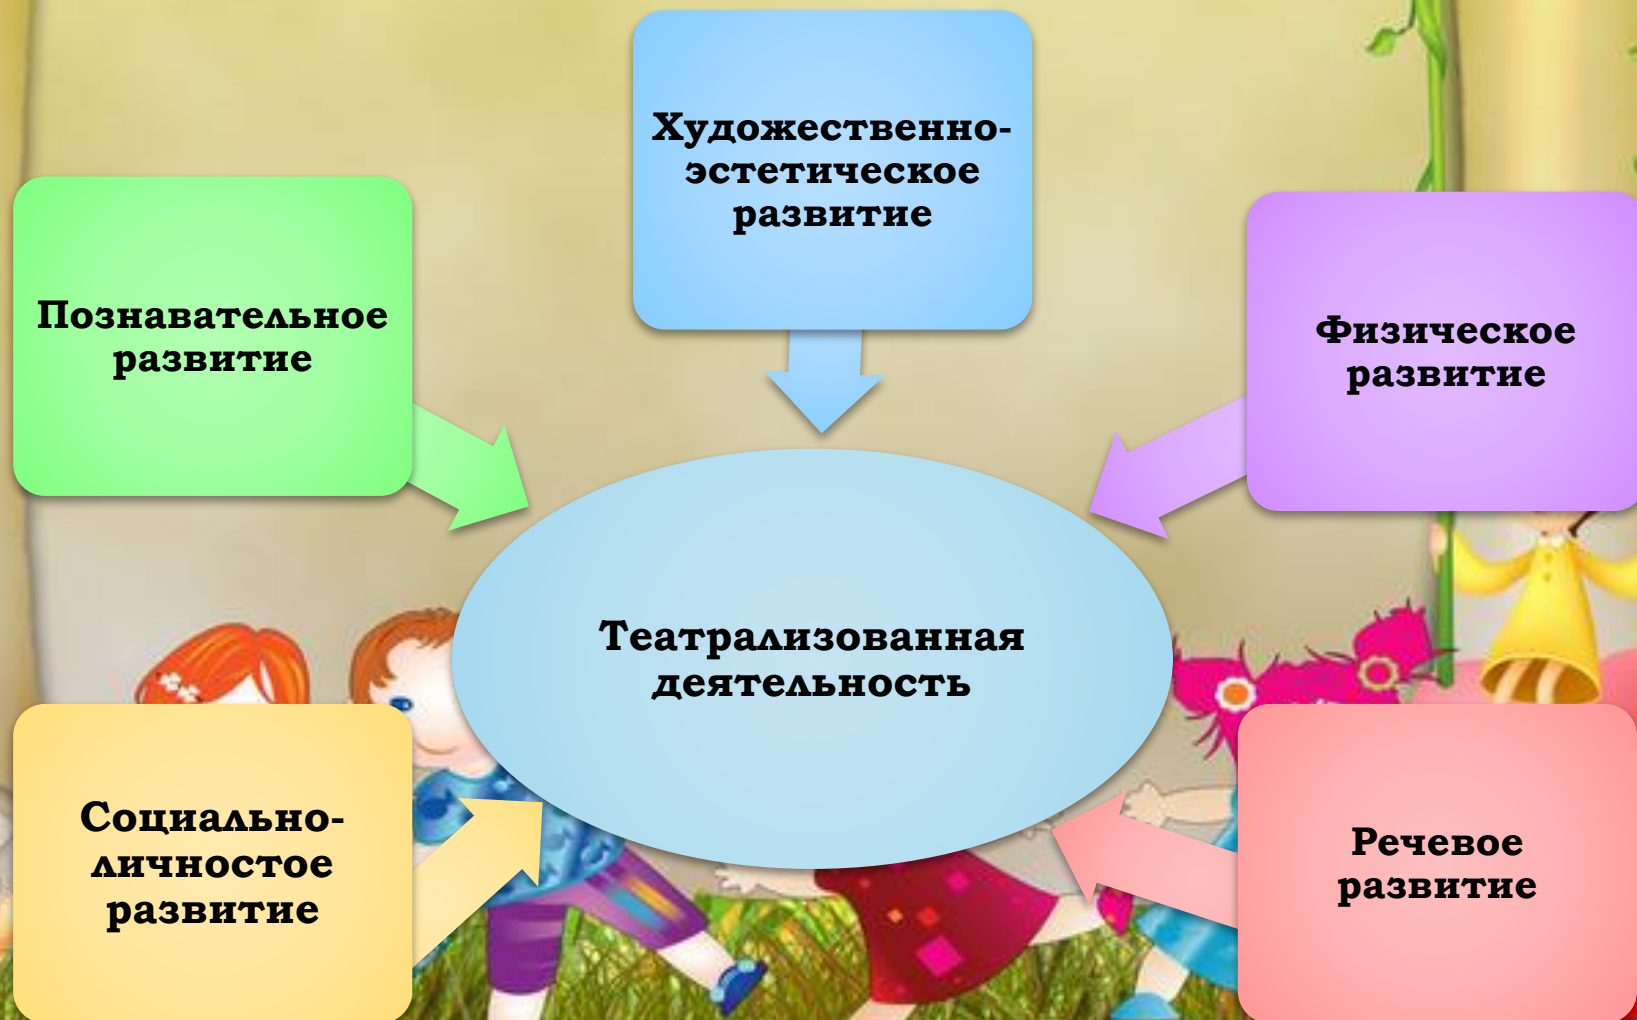 Художественно-
эстетическое
развитие
Познавательное
развитие
Физическое
развитие
Театрализованная
деятельность
Социально-
личностое
развитие
Речевое
развитие